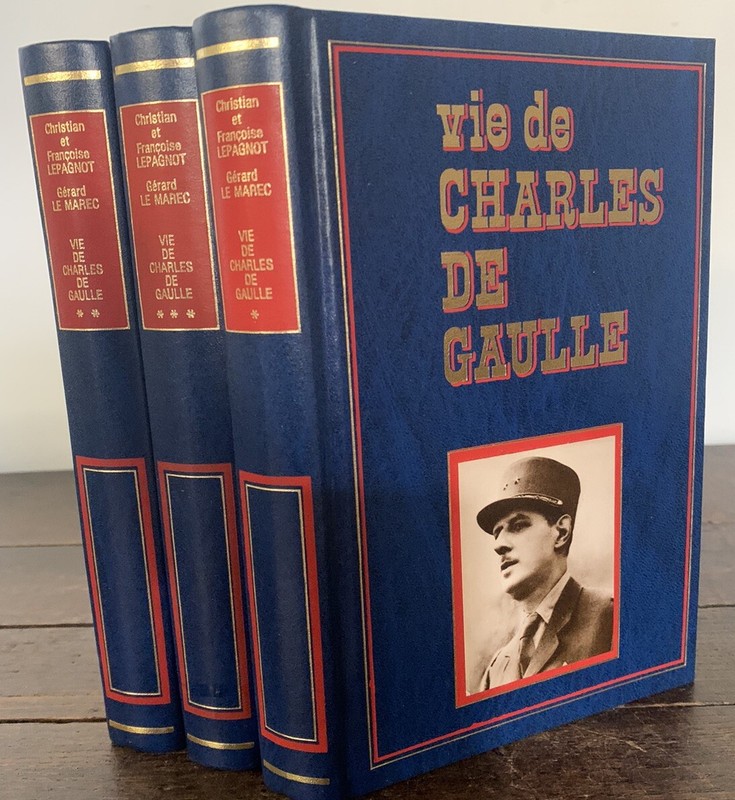 Christian
et
Françoise
LEPAGNOT
Gérard
LE MAREC
VIE
DE
CHARLES
DE
GAULLE
* *
Christian
et
Françoise
LEPAGNOT
Gérard
LE MAREC
VIE
DE
CHARLES
DE
GAULLE
* * *
Christian
et
Françoise
LEPAGNOT
Gérard
LE MAREC
VIE
DE
CHARLES
DE
GAULLE
*
vie de
CHARLES
DE
GAULLE